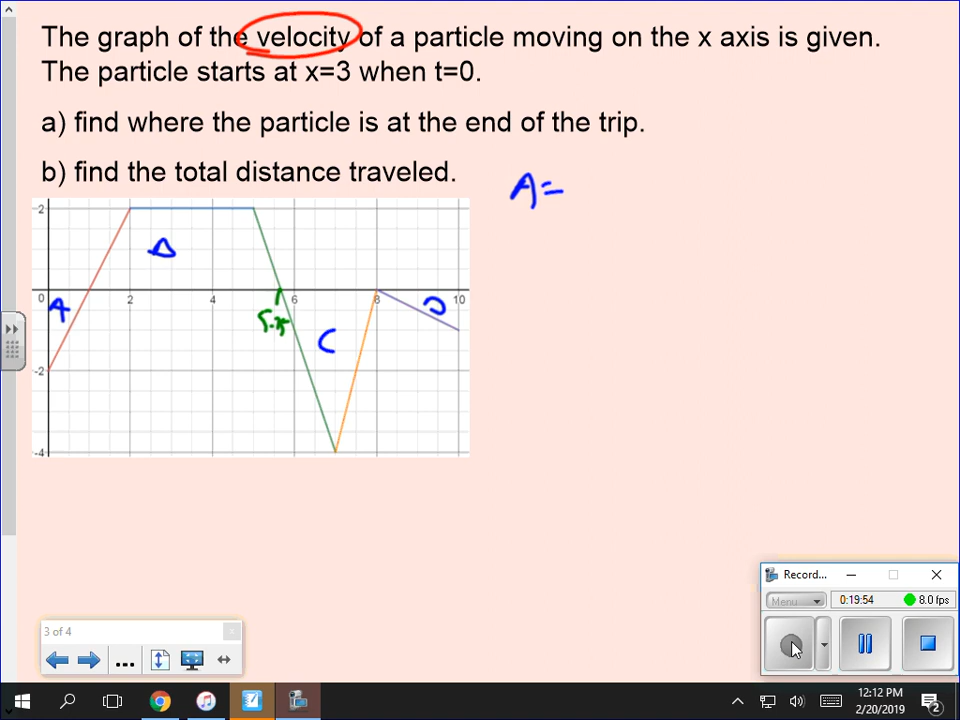 The graph of the velocity of a particle moving on the x axis is given.
The particle starts at x=3 when t=0.
a) find where the particle is at the end of the trip.
b) find the total distance traveled.
A=
2
B
0
2
4
6
8
10
A
D
C
-2
-4
Record...
Menu
0:19:54
8.0 fps
3 of 4
...
12:12 PM
2/20/2019
2